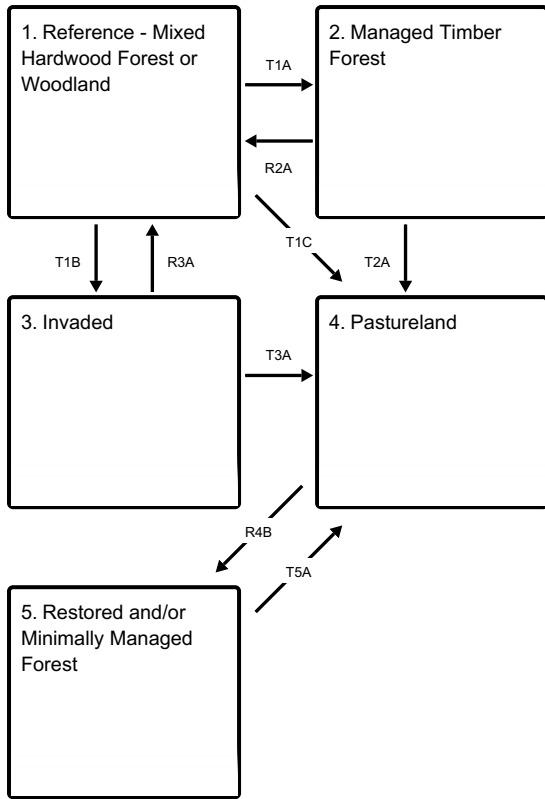 1. Reference - Mixed
Hardwood Forest or
Woodland
T1A
2. Managed Timber
Forest
R2A
T1C
T1B
R3A
T2A
3. Invaded
T3A
4. Pastureland
R4B
T5A
5. Restored and/or
Minimally Managed
Forest